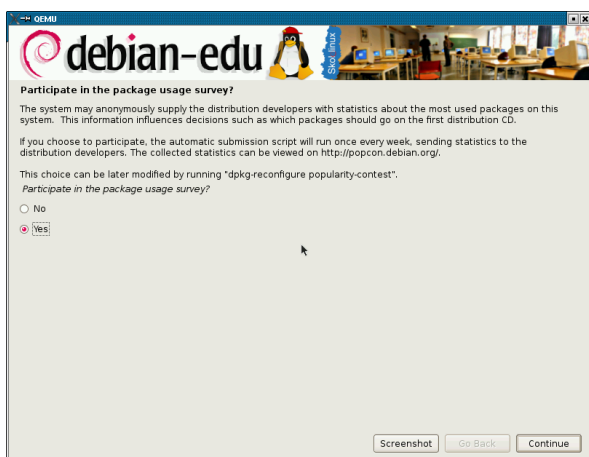 QEMU
debian-edu
Skol linux
Participate in the package usage survey?
The system may anonymously supply the distribution developers with statistics about the most used packages on this
system.  This information influences decisions such as which packages should go on the first distribution CD.
If you choose to participate, the automatic submission script will run once every week, sending statistics to the
distribution developers. The collected statistics can be viewed on http://popcon.debian.org/.
This choice can be later modified by running "dpkg-reconfigure popularity-contest".
Participate in the package usage survey?
No
Yes
Screenshot Go Back Continue